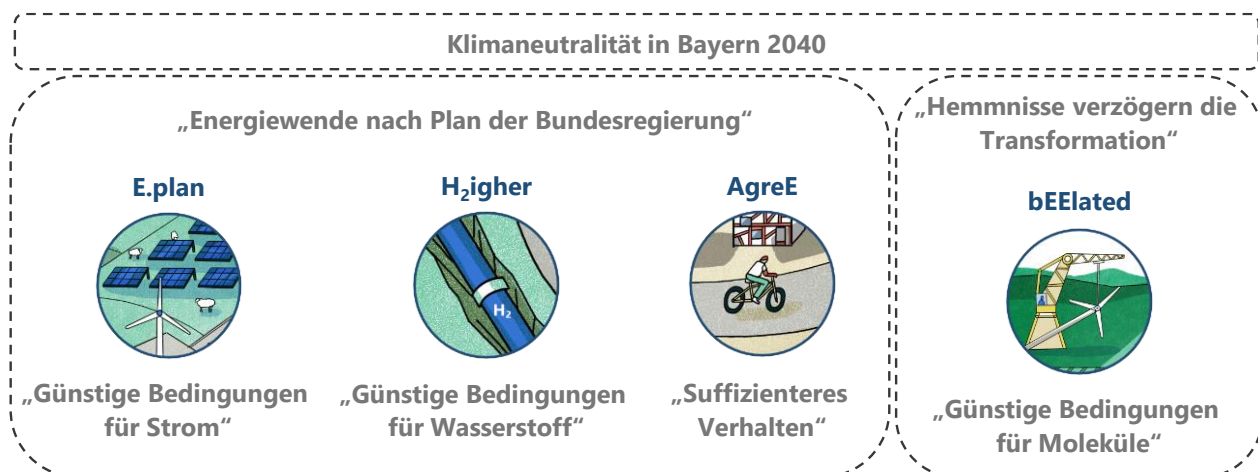 Klimaneutralität in Bayern 2040
„Energiewende nach Plan der Bundesregierung“
E.plan
„Günstige Bedingungen
für Strom“
H₂igher
H₂
„Günstige Bedingungen
für Wasserstoff“
AgreE
„Suffizienteres
Verhalten“
„Hemmnisse verzögern die
Transformation“
bEElated
„Günstige Bedingungen
für Moleküle“